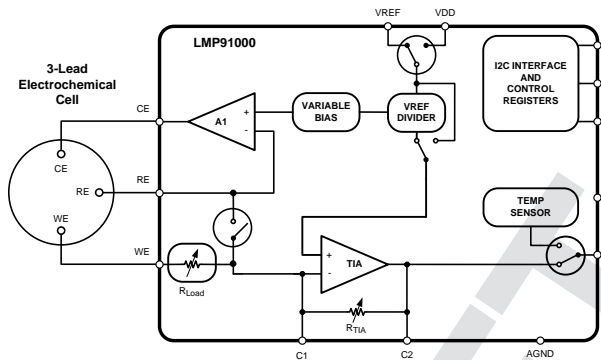 VREF
VDD
LMP91000
3-Lead
Electrochemical
Cell
I2C INTERFACE
AND
CONTROL
REGISTERS
CE
A1
+
-
VARIABLE
BIAS
VREF
DIVIDER
CE
RE
RE
WE
TEMP
SENSOR
WE
RLoad
+
-
TIA
RTIA
C1
C2
AGND